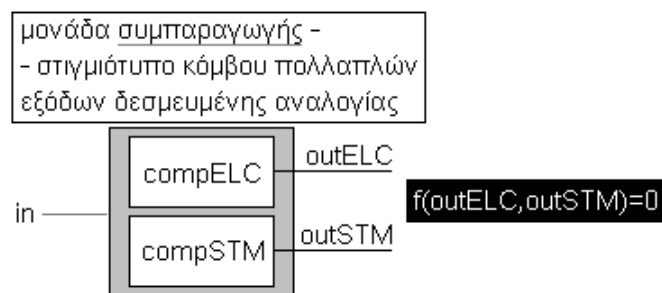 μονάδα συμπαραγωγής -
- στιγμιότυπο κόμβου πολλαπλών
εξόδων δεσμευμένης αναλογίας
in
compELC
outELC
compSTM
outSTM
f(outELC,outSTM)=0